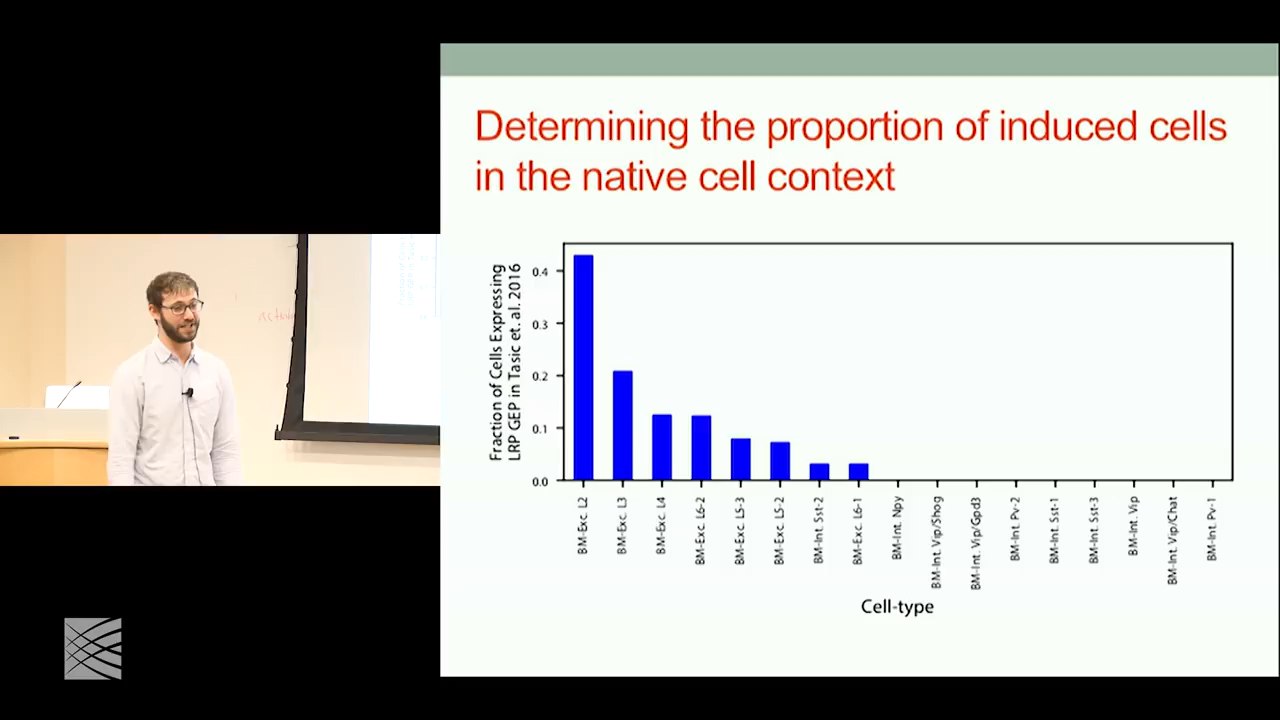 Determining the proportion of induced cells
in the native cell context
Fraction of Cells Expressing
LRP GEP in Tasic et. al. 2016
0.4
0.3
0.2
0.1
0.0
BM-Exc. L2
BM-Exc. L3
BM-Exc. L4
BM-Exc. L6-2
BM-Exc. L5-3
BM-Exc. L5-2
BM-Int. Sst-2
BM-Exc. L6-1
BM-Int. Npy
BM-Int. Vip/Shog
BM-Int. Vip/Gpd3
BM-Int. Pv-2
BM-Int. Sst-1
BM-Int. Sst-3
BM-Int. Vip
BM-Int. Vip/Chat
BM-Int. Pv-1
Cell-type